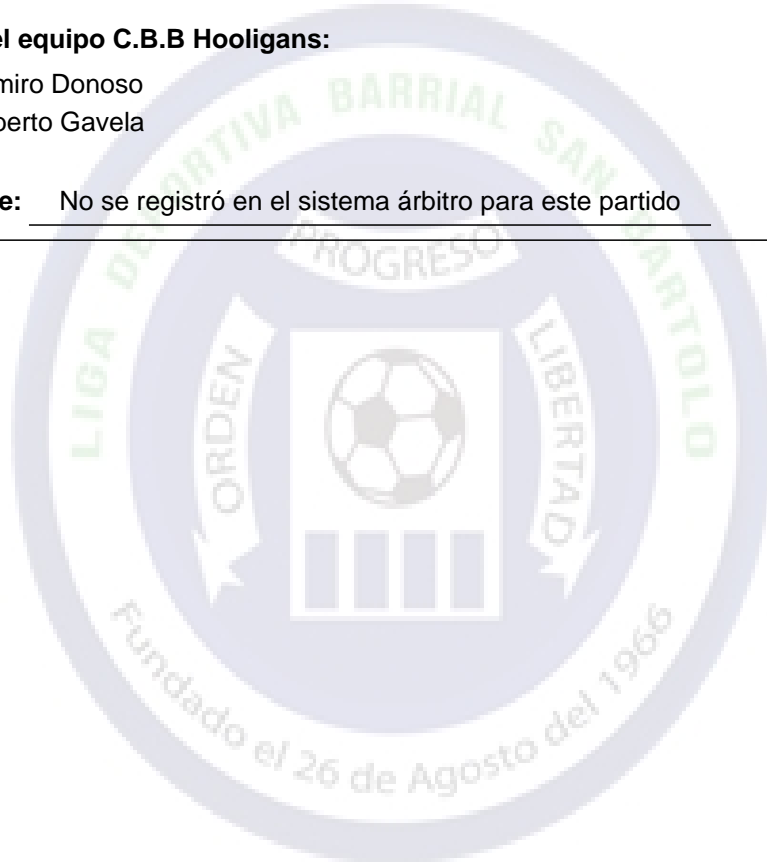 el equipo C.B.B Hooligans:
miro Donoso
berto Gavela
e: No se registró en el sistema árbitro para este partido
LIGA DEPORTIVA BARRIAL SAN BARTOLO
PROGRESO
ORDEN
LIBERTAD
Fundado el 26 de Agosto del 1966